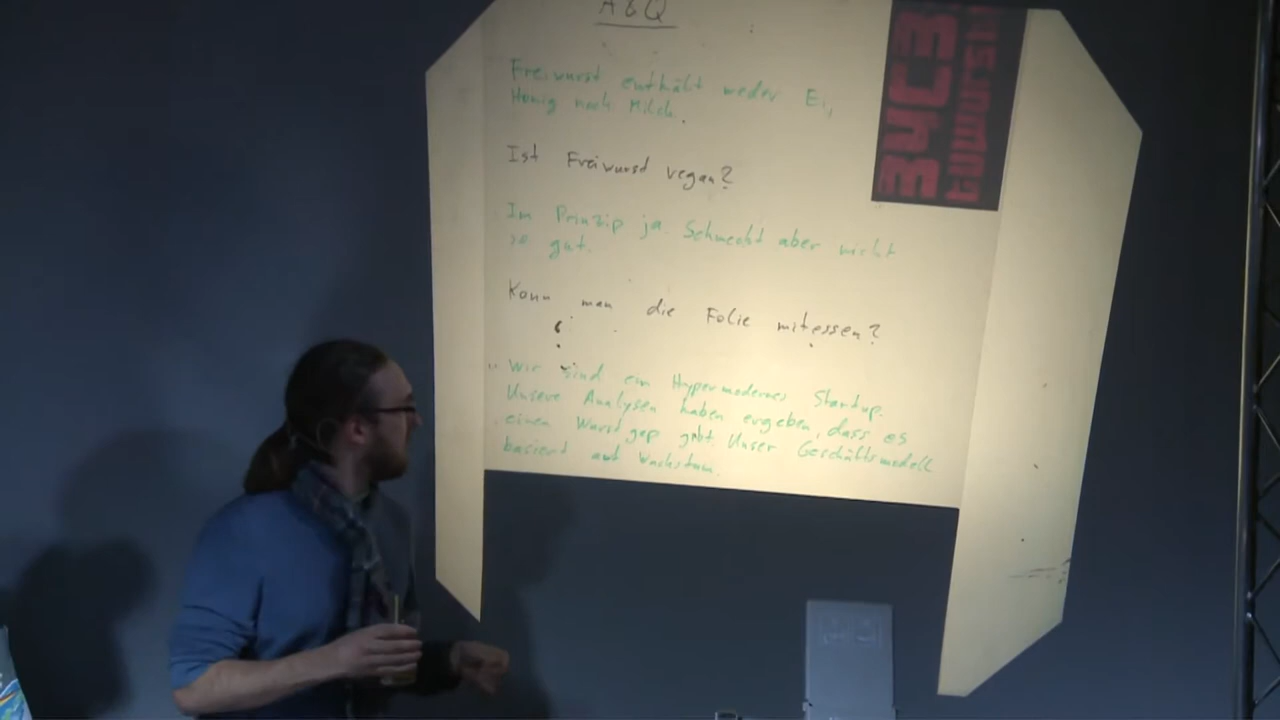 A&Q
Freiwurst enthält weder Ei,
Honig noch Milch.
Ist Freiwurst vegan?
Im Prinzip ja. Schmeckt aber nicht
so gut.
Kann man die Folie mitessen?
Wir sind ein Hypermodernes Startup.
Unsere Analysen haben ergeben, dass es
einen Wurstgap gibt. Unser Geschäftsmodell
basiert auf Wachstum.
34C3
tuwwrst